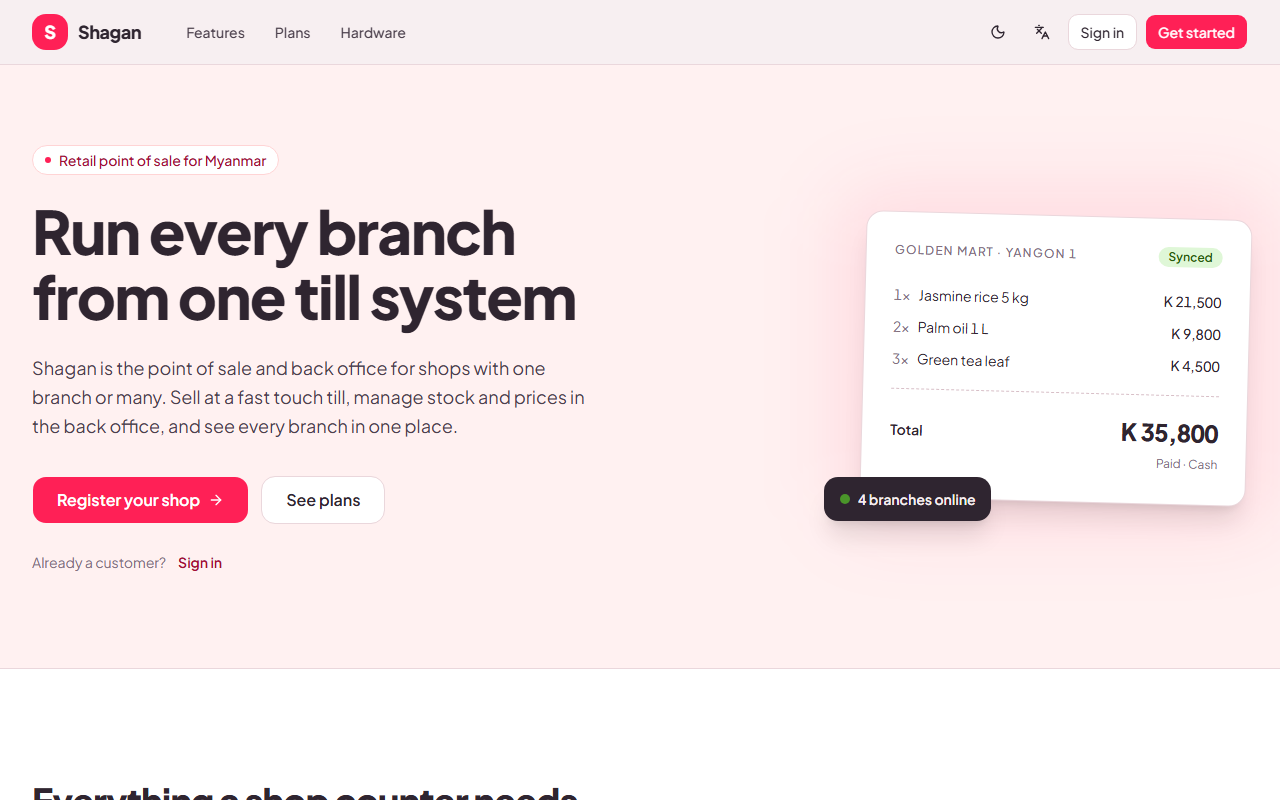 S Shagan Features Plans Hardware Sign in Get started
Retail point of sale for Myanmar
Run every branch
from one till system
Shagan is the point of sale and back office for shops with one
branch or many. Sell at a fast touch till, manage stock and prices in
the back office, and see every branch in one place.
Register your shop → See plans
Already a customer? Sign in
GOLDEN MART · YANGON 1 Synced
1× Jasmine rice 5 kg K 21,500
2× Palm oil 1 L K 9,800
3× Green tea leaf K 4,500
Total K 35,800
Paid · Cash
4 branches online
Everything a shop counter needs